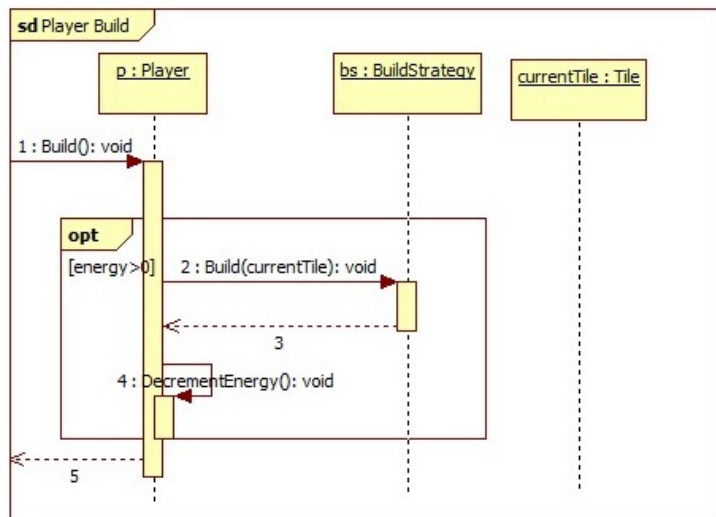 sd Player Build
p : Player
bs : BuildStrategy
currentTile : Tile
1 : Build(): void
opt
[energy>0]
2 : Build(currentTile): void
3
4 : DecrementEnergy(): void
5